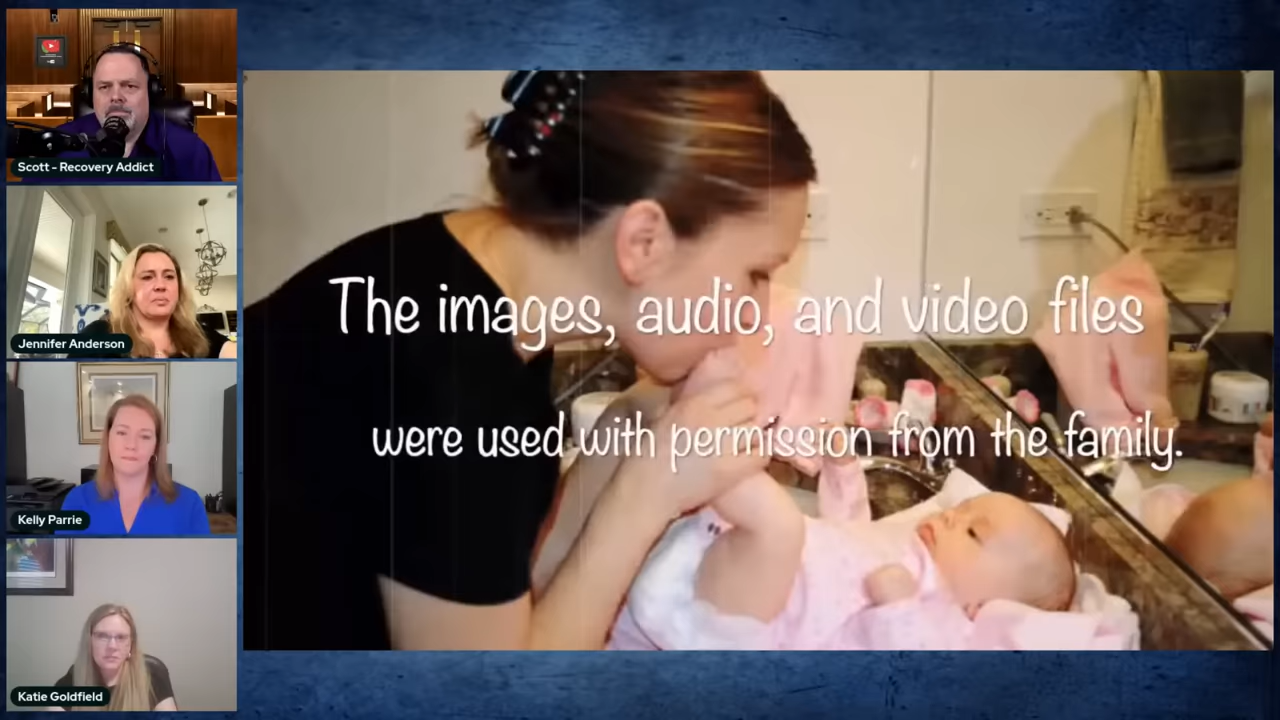 Scott - Recovery Addict
Jennifer Anderson
Kelly Parrie
Katie Goldfield
The images, audio, and video files
were used with permission from the family.